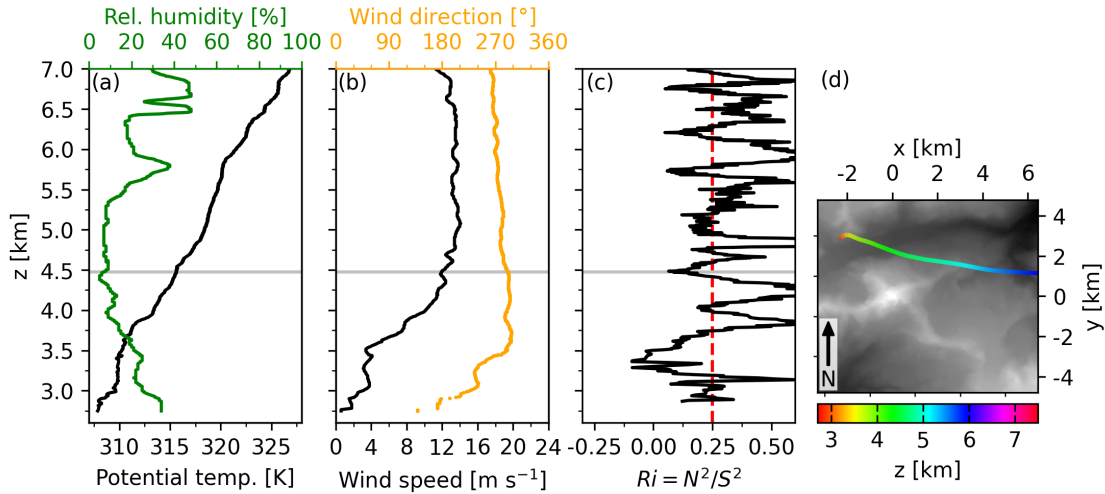 Rel. humidity [%]
0 20 40 60 80 100
Wind direction [°]
0 90 180 270 360
(a)
(b)
(c)
(d)
7.0
6.5
6.0
5.5
5.0
4.5
4.0
3.5
3.0
z [km]
310 315 320 325
Potential temp. [K]
0 4 8 12 16 20 24
Wind speed [m s⁻¹]
-0.25 0.00 0.25 0.50
Ri = N²/S²
x [km]
-2 0 2 4 6
4
2
0
-2
-4
y [km]
N
3 4 5 6 7
z [km]